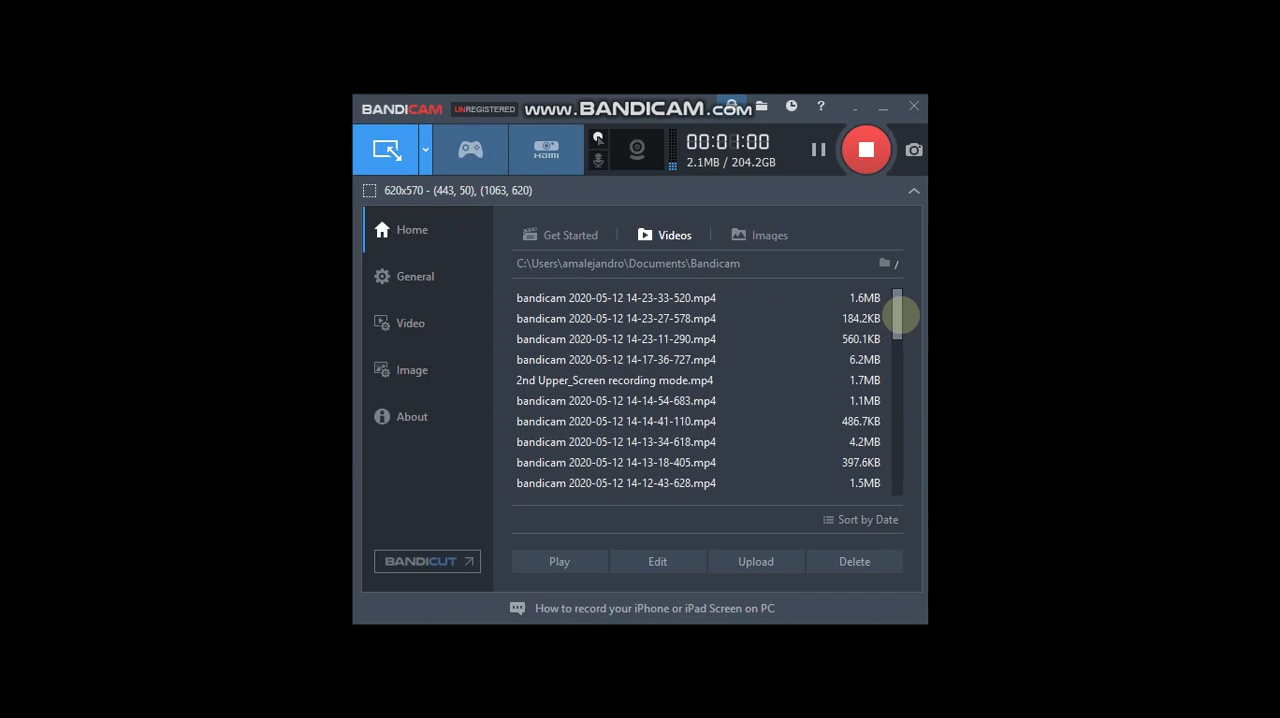 BANDICAM UNREGISTERED www.BANDICAM.com ?
HDMI
00:01:00
2.1MB / 204.2GB
620x570 - (443, 50), (1063, 620)
Home
General
Video
Image
About
BANDICUT
Get Started Videos Images
C:\Users\amalejandro\Documents\Bandicam /
bandicam 2020-05-12 14-23-33-520.mp4 1.6MB
bandicam 2020-05-12 14-23-27-578.mp4 184.2KB
bandicam 2020-05-12 14-23-11-290.mp4 560.1KB
bandicam 2020-05-12 14-17-36-727.mp4 6.2MB
2nd Upper_Screen recording mode.mp4 1.7MB
bandicam 2020-05-12 14-14-54-683.mp4 1.1MB
bandicam 2020-05-12 14-14-41-110.mp4 486.7KB
bandicam 2020-05-12 14-13-34-618.mp4 4.2MB
bandicam 2020-05-12 14-13-18-405.mp4 397.6KB
bandicam 2020-05-12 14-12-43-628.mp4 1.5MB
Sort by Date
Play Edit Upload Delete
How to record your iPhone or iPad Screen on PC